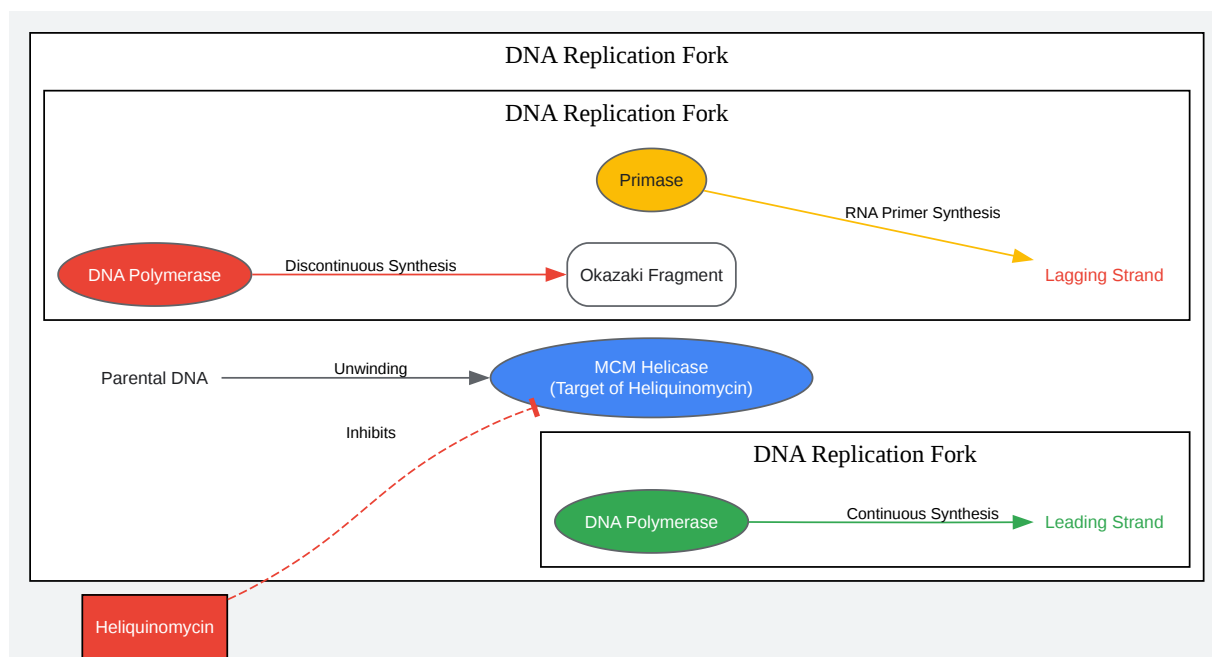 DNA Replication Fork
DNA Replication Fork
Primase
RNA Primer Synthesis
DNA Polymerase
Discontinuous Synthesis
Okazaki Fragment
Lagging Strand
Parental DNA
Unwinding
MCM Helicase
(Target of Heliquinomycin)
Inhibits
DNA Replication Fork
DNA Polymerase
Continuous Synthesis
Leading Strand
Heliquinomycin